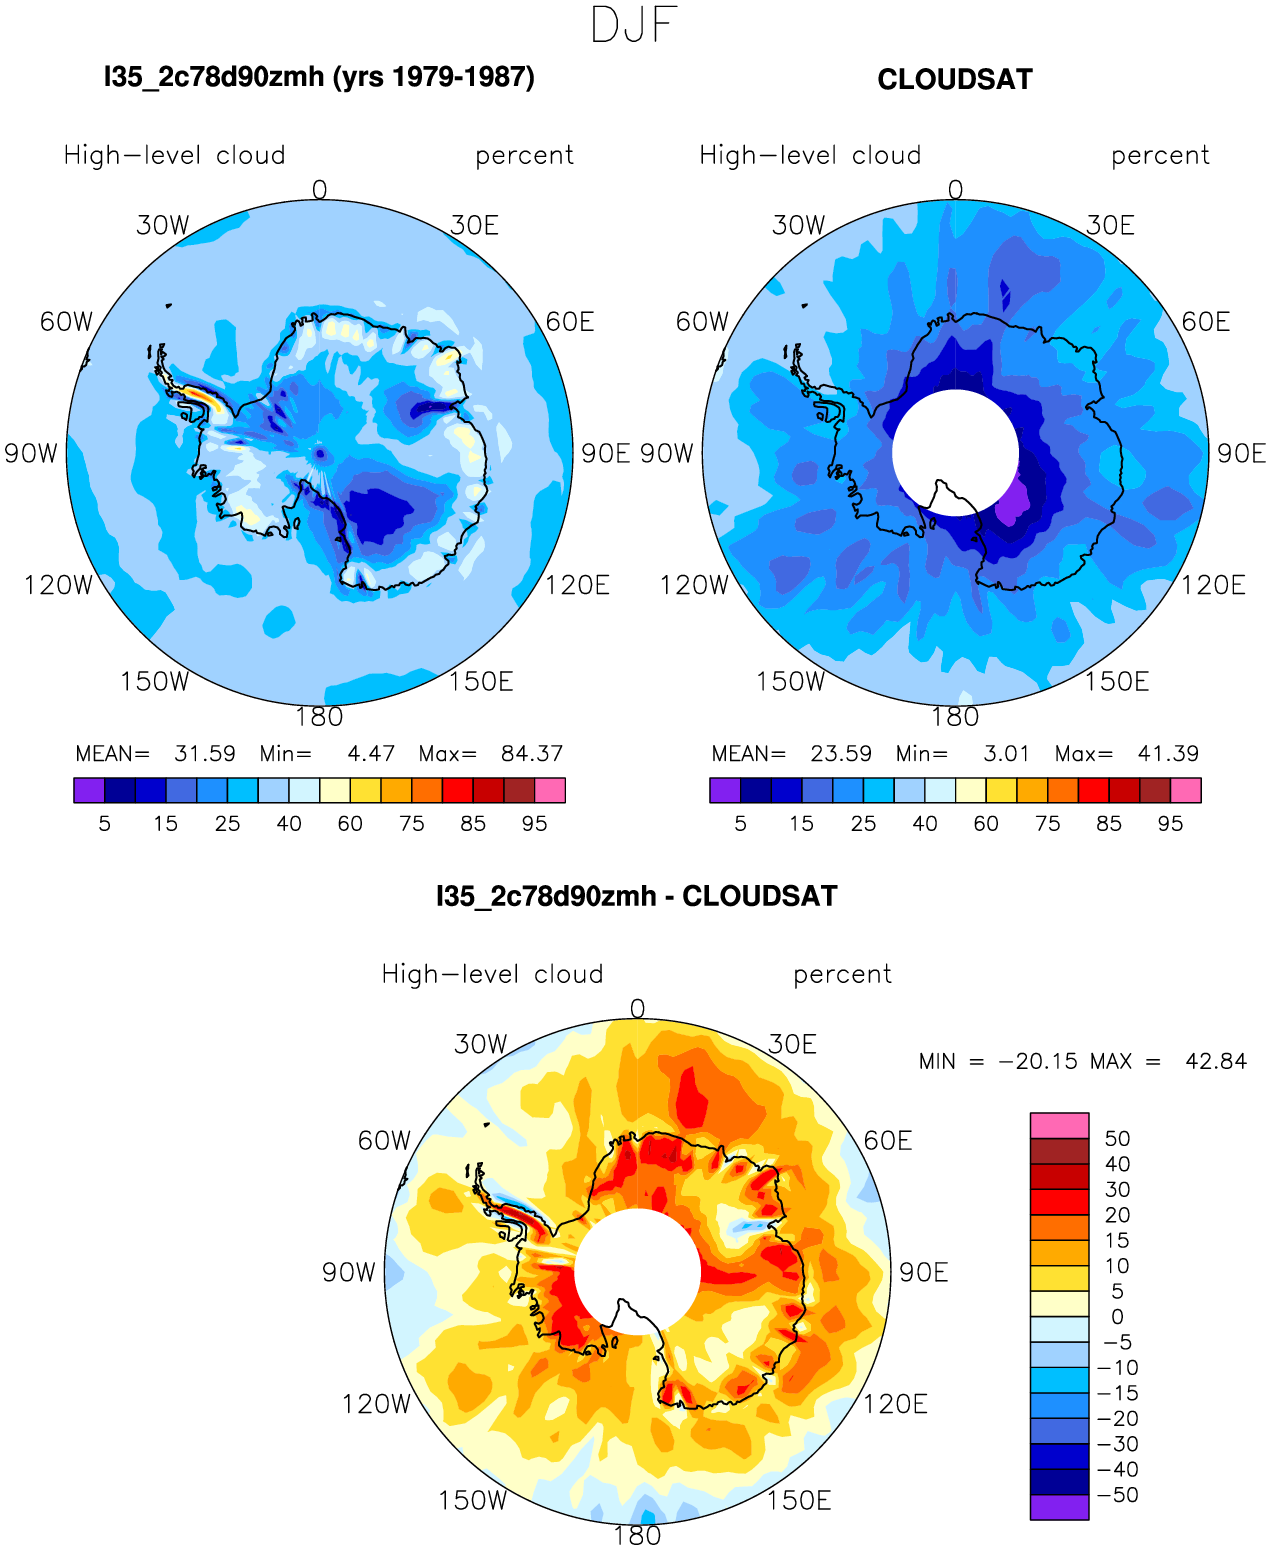 DJF
I35_2c78d90zmh (yrs 1979-1987)
CLOUDSAT
High-level cloud percent
High-level cloud percent
0
30W 30E
60W 60E
90W 90E
120W 120E
150W 150E
180
0
30W 30E
60W 60E
90W 90E
120W 120E
150W 150E
180
MEAN= 31.59 Min= 4.47 Max= 84.37
5 15 25 40 60 75 85 95
MEAN= 23.59 Min= 3.01 Max= 41.39
5 15 25 40 60 75 85 95
I35_2c78d90zmh - CLOUDSAT
High-level cloud percent
0
30W 30E
60W 60E
90W 90E
120W 120E
150W 150E
180
MIN = -20.15 MAX = 42.84
50
40
30
20
15
10
5
0
-5
-10
-15
-20
-30
-40
-50